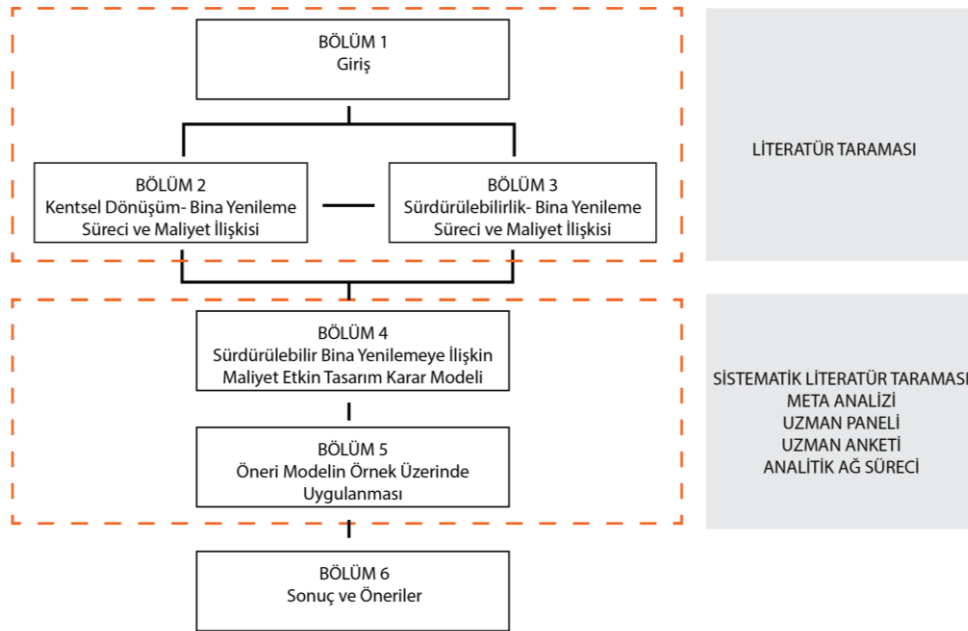 BÖLÜM 1
Giriş
LİTERATÜR TARAMASI
BÖLÜM 2
Kentsel Dönüşüm- Bina Yenileme
Süreci ve Maliyet İlişkisi
BÖLÜM 3
Sürdürülebilirlik- Bina Yenileme
Süreci ve Maliyet İlişkisi
BÖLÜM 4
Sürdürülebilir Bina Yenilemeye İlişkin
Maliyet Etkin Tasarım Karar Modeli
SİSTEMATİK LİTERATÜR TARAMASI
META ANALİZİ
UZMAN PANELİ
UZMAN ANKETİ
ANALİTİK AĞ SÜRECİ
BÖLÜM 5
Öneri Modelin Örnek Üzerinde
Uygulanması
BÖLÜM 6
Sonuç ve Öneriler